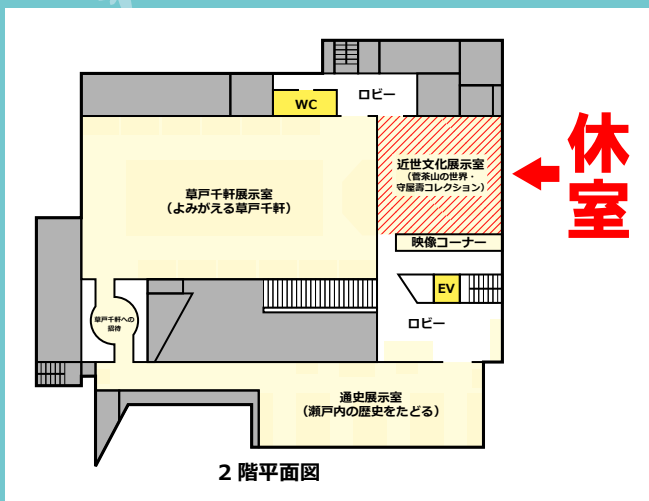 WC
ロビー
近世文化展示室
（菅茶山の世界・
守屋壽コレクション）
休室
草戸千軒展示室
（よみがえる草戸千軒）
映像コーナー
EV
草戸千軒への
招待
ロビー
通史展示室
（瀬戸内の歴史をたどる）
2 階平面図